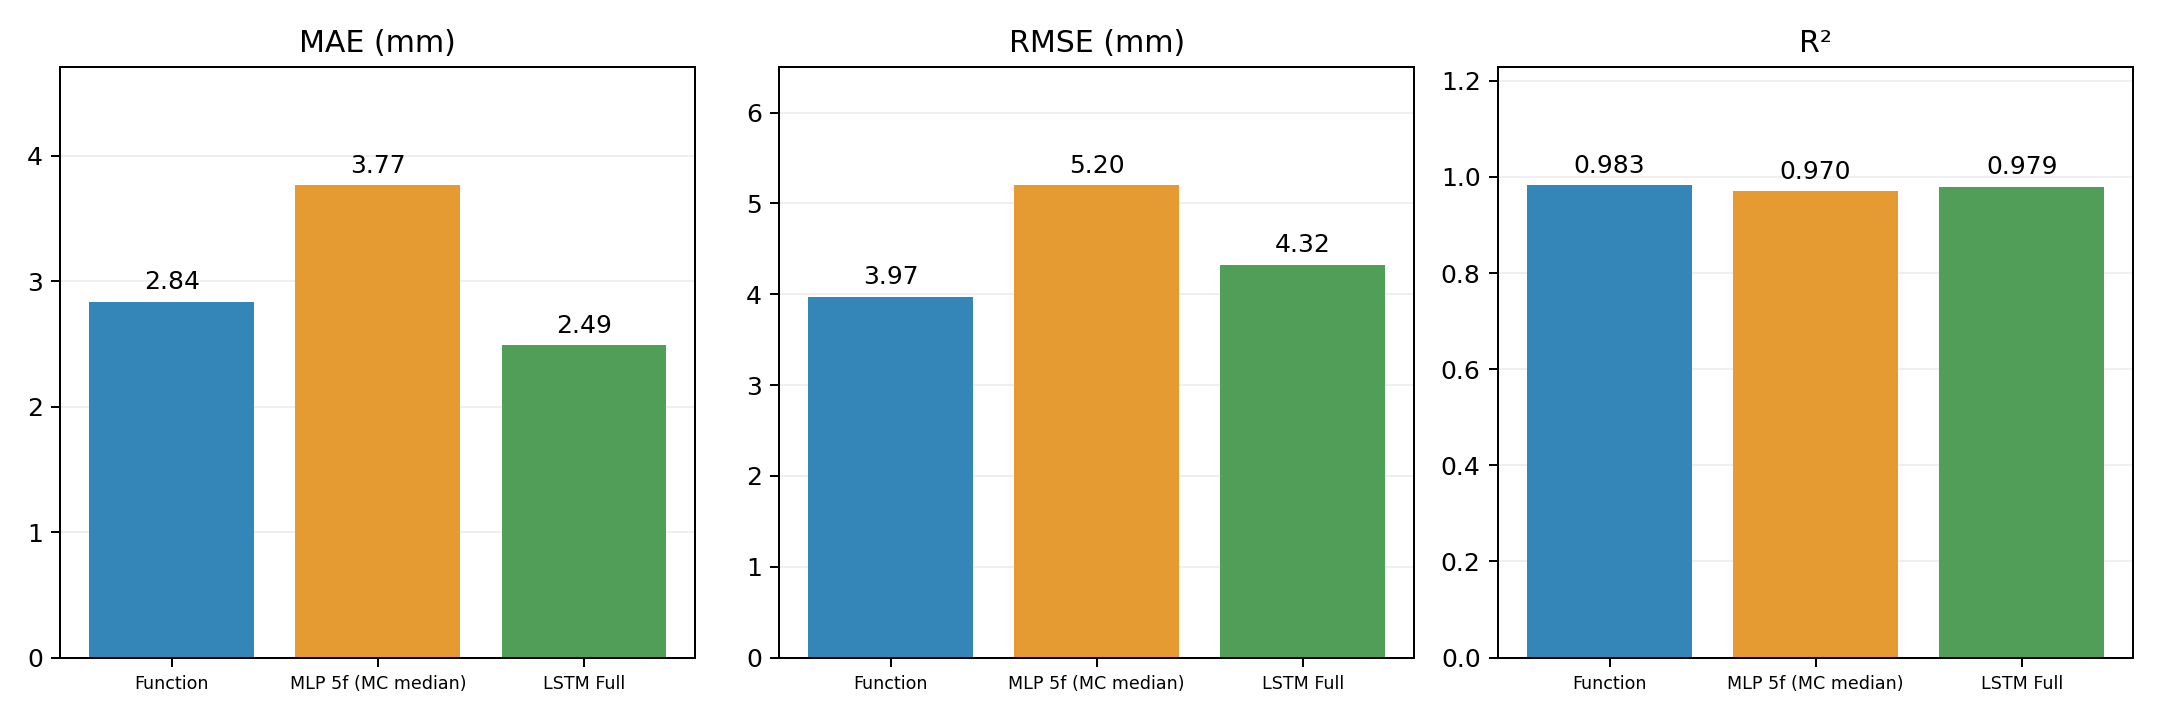 MAE (mm)
4
3
2
1
0
2.84
3.77
2.49
Function
MLP 5f (MC median)
LSTM Full
RMSE (mm)
6
5
4
3
2
1
0
3.97
5.20
4.32
Function
MLP 5f (MC median)
LSTM Full
R²
1.2
1.0
0.8
0.6
0.4
0.2
0.0
0.983
0.970
0.979
Function
MLP 5f (MC median)
LSTM Full